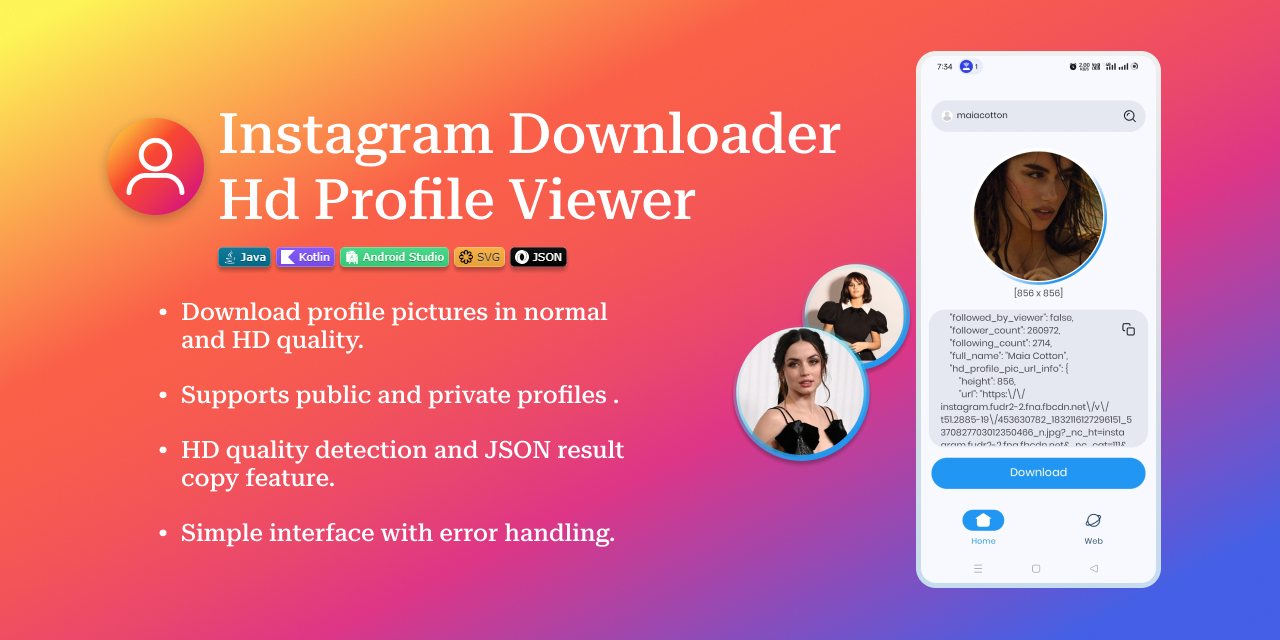 Instagram Downloader
Hd Profile Viewer
Java Kotlin Android Studio SVG JSON
• Download profile pictures in normal
and HD quality.
• Supports public and private profiles .
• HD quality detection and JSON result
copy feature.
• Simple interface with error handling.
7:34 1
maiacotton
[856 x 856]
"followed_by_viewer": false,
"follower_count": 260972,
"following_count": 2714,
"full_name": "Maia Cotton",
"hd_profile_pic_url_info": {
"height": 856,
"url": "https:\/\/
instagram.fudr2-2.fna.fbcdn.net\/v\/
t51.2885-19\/453630782_1832116127296151_5
370827703012350466_n.jpg?_nc_ht=insta
gram.fudr2-2.fna.fbcdn.net&_nc_cat=111&
Download
Home Web